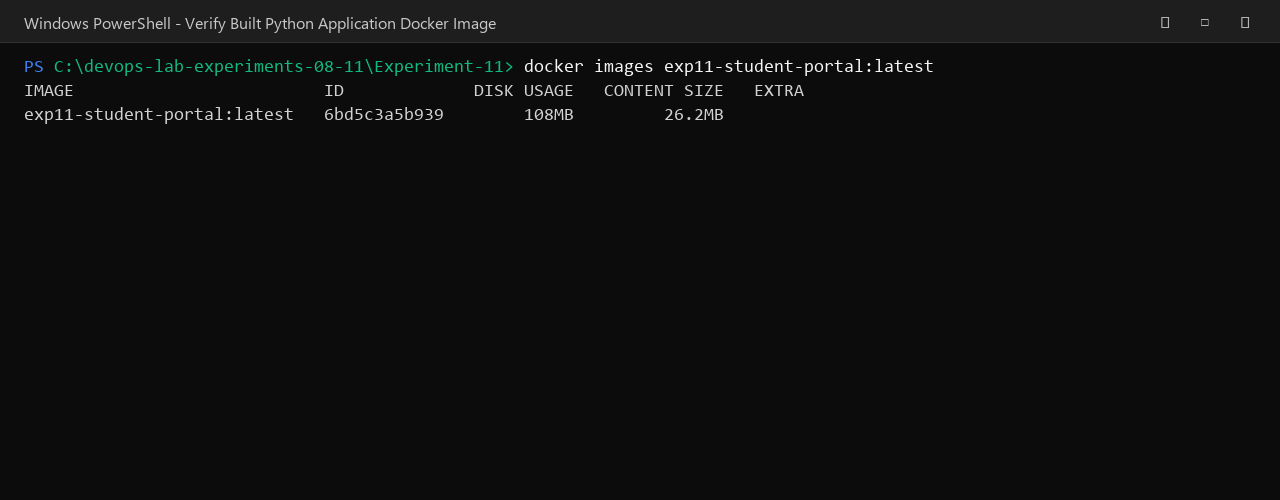 Windows PowerShell - Verify Built Python Application Docker Image
PS C:\devops-lab-experiments-08-11\Experiment-11> docker images exp11-student-portal:latest
IMAGE                         ID             DISK USAGE   CONTENT SIZE   EXTRA
exp11-student-portal:latest   6bd5c3a5b939        108MB         26.2MB